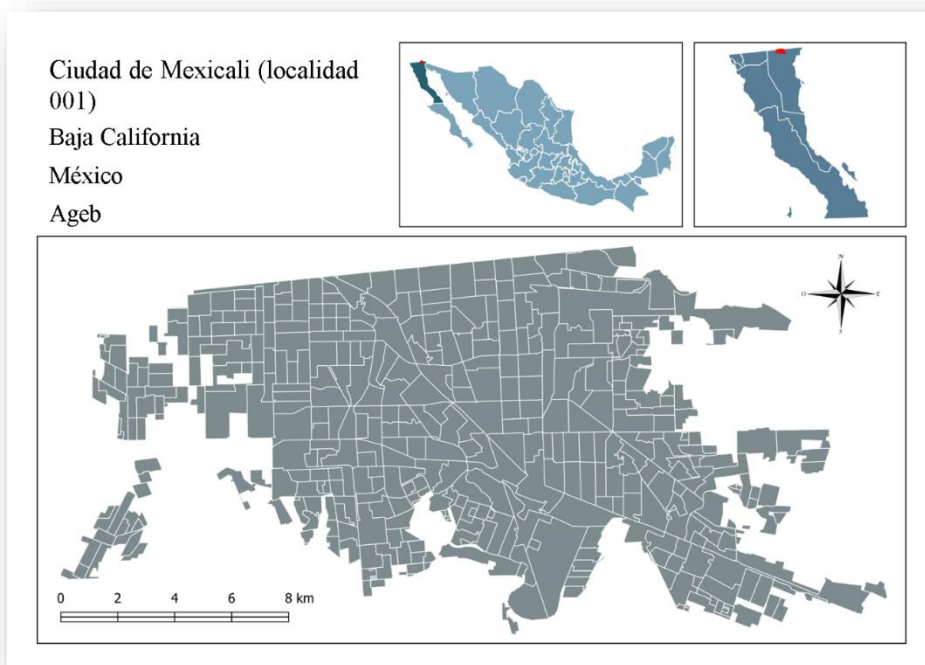 Ciudad de Mexicali (localidad
001)
Baja California
México
Ageb
N
O
E
S
0 2 4 6 8 km